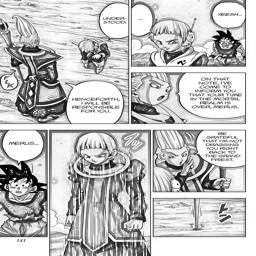 YEEESH...
...
UNDER-
STOOD.
HENCEFORTH,
I WILL BE
RESPONSIBLE
FOR YOU.
ON THAT
NOTE, I'VE
COME TO
INFORM YOU
THAT YOUR TIME
IN THE MORTAL
REALM IS
OVER, MERUS.
BE
GRATEFUL
THAT I'M
NOT
DRAGGING
YOU RIGHT
BACK TO
THE GRAND
PRIEST.
...
MERUS...
141